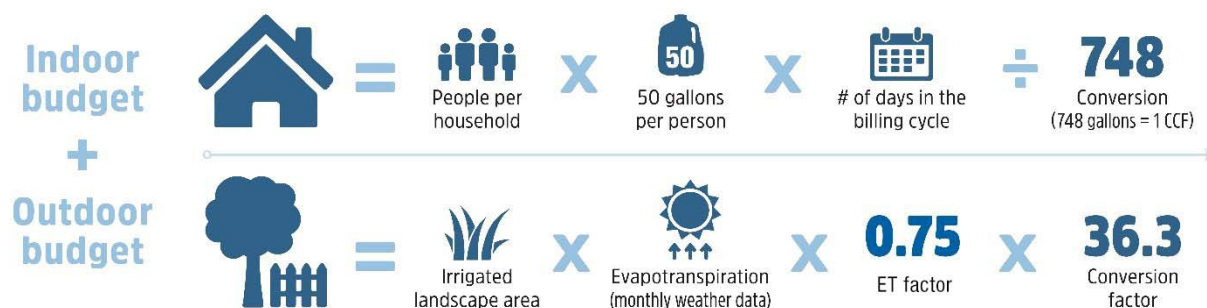 Indoor
budget
+
Outdoor
budget
=
People per
household
X
50
50 gallons
per person
X
# of days in the
billing cycle
÷
748
Conversion
(748 gallons = 1 CCF)
=
Irrigated
landscape area
X
Evapotranspiration
(monthly weather data)
X
0.75
ET factor
X
36.3
Conversion
factor